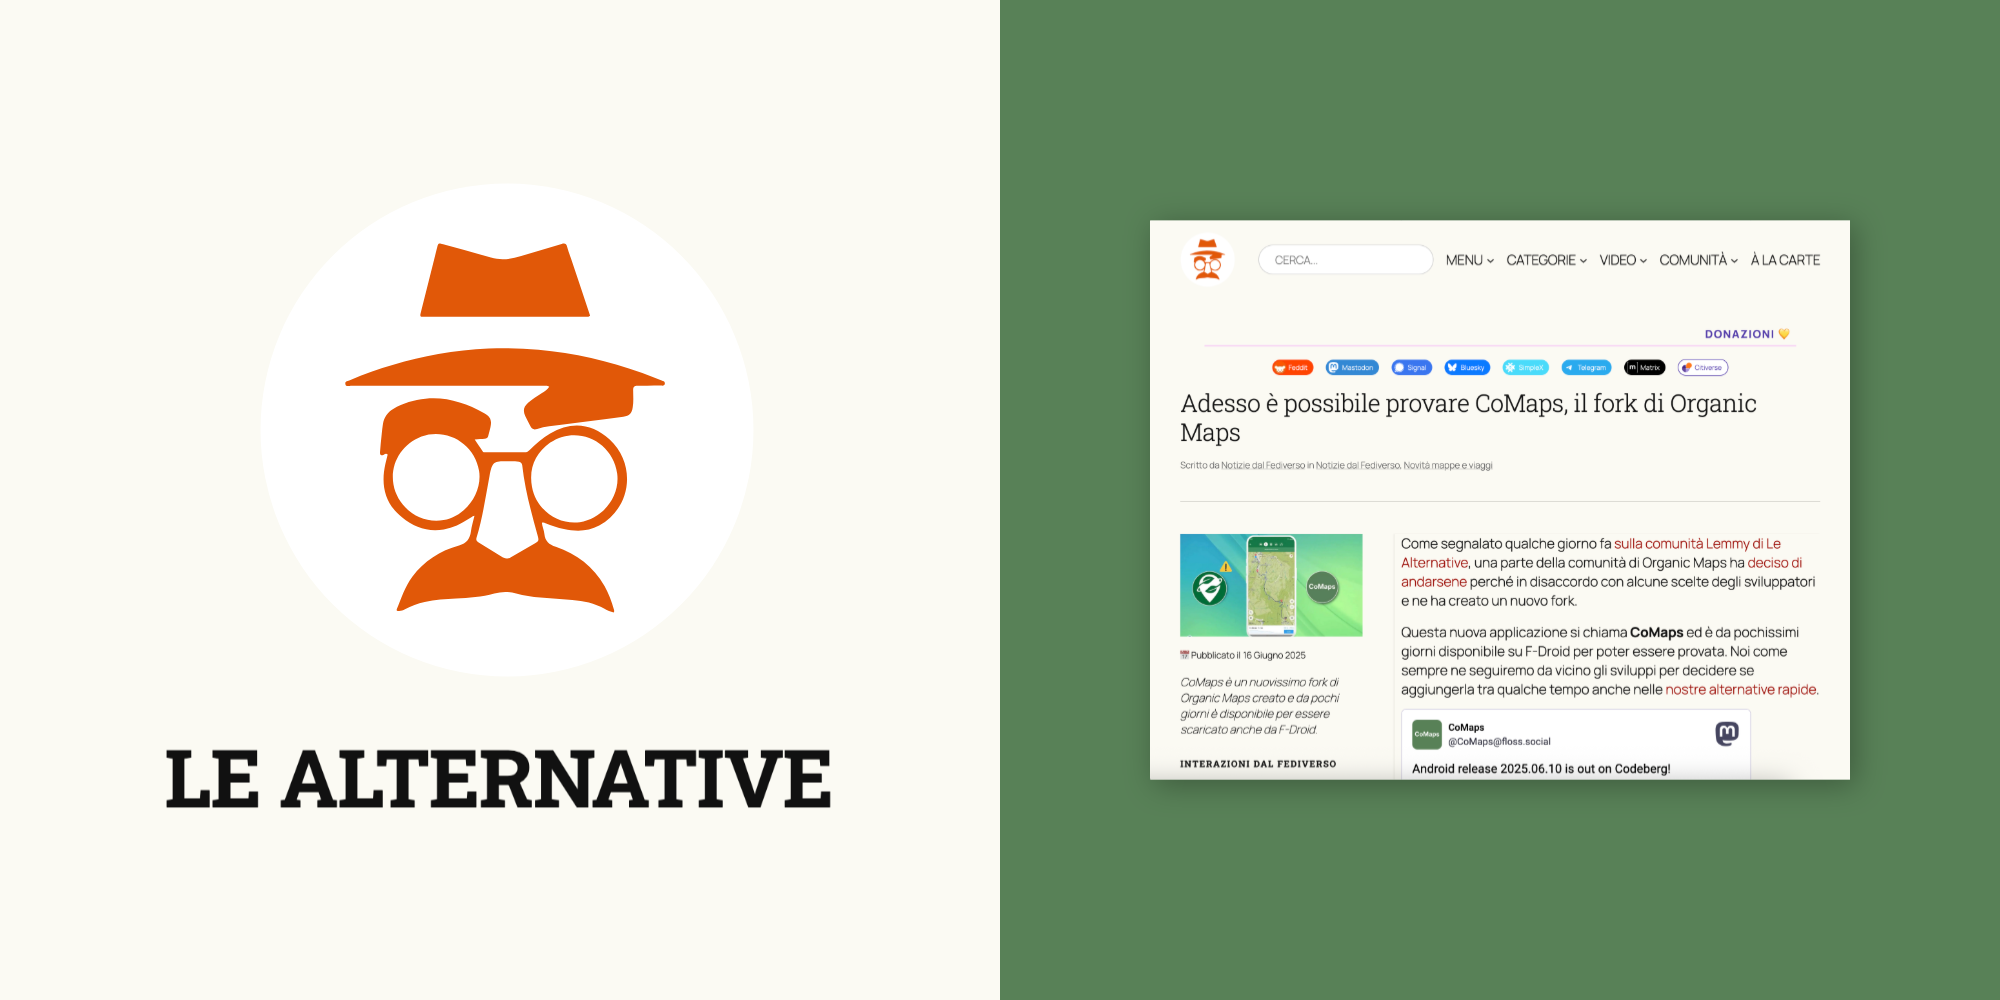 LE ALTERNATIVE
CERCA...
MENU
CATEGORIE
VIDEO
COMUNITÀ
À LA CARTE
DONAZIONI
Feddit
Mastodon
Signal
Bluesky
SimpleX
Telegram
Matrix
Citiverse
Adesso è possibile provare CoMaps, il fork di Organic
Maps
Scritto da Notizie dal Fediverso in Notizie dal Fediverso, Novità mappe e viaggi
CoMaps
Pubblicato il 16 Giugno 2025
CoMaps è un nuovissimo fork di
Organic Maps creato e da pochi
giorni è disponibile per essere
scaricato anche da F-Droid.
INTERAZIONI DAL FEDIVERSO
Come segnalato qualche giorno fa sulla comunità Lemmy di Le
Alternative, una parte della comunità di Organic Maps ha deciso di
andarsene perché in disaccordo con alcune scelte degli sviluppatori
e ne ha creato un nuovo fork.
Questa nuova applicazione si chiama CoMaps ed è da pochissimi
giorni disponibile su F-Droid per poter essere provata. Noi come
sempre ne seguiremo da vicino gli sviluppi per decidere se
aggiungerla tra qualche tempo anche nelle nostre alternative rapide.
CoMaps
CoMaps
@CoMaps@floss.social
Android release 2025.06.10 is out on Codeberg!